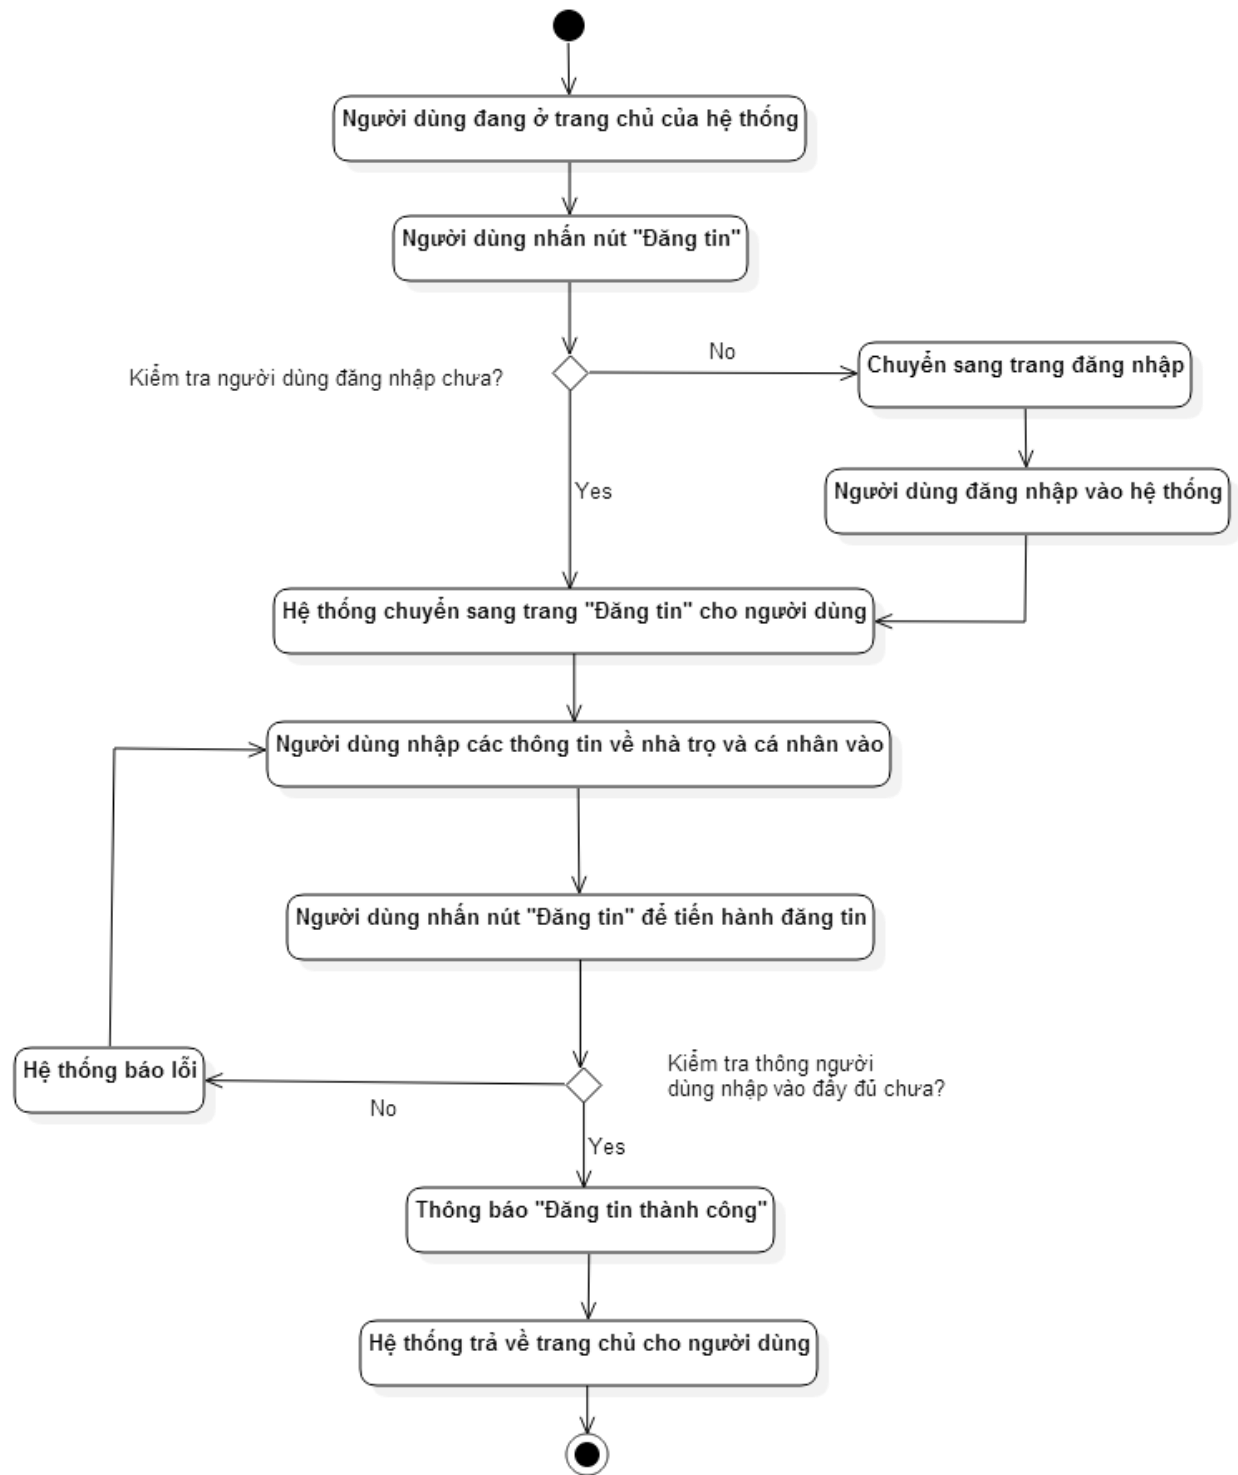 Người dùng đang ở trang chủ của hệ thống
Người dùng nhấn nút "Đăng tin"
Kiểm tra người dùng đăng nhập chưa?
No
Chuyển sang trang đăng nhập
Yes
Người dùng đăng nhập vào hệ thống
Hệ thống chuyển sang trang "Đăng tin" cho người dùng
Người dùng nhập các thông tin về nhà trọ và cá nhân vào
Người dùng nhấn nút "Đăng tin" để tiến hành đăng tin
Hệ thống báo lỗi
No
Kiểm tra thông người
dùng nhập vào đầy đủ chưa?
Yes
Thông báo "Đăng tin thành công"
Hệ thống trả về trang chủ cho người dùng